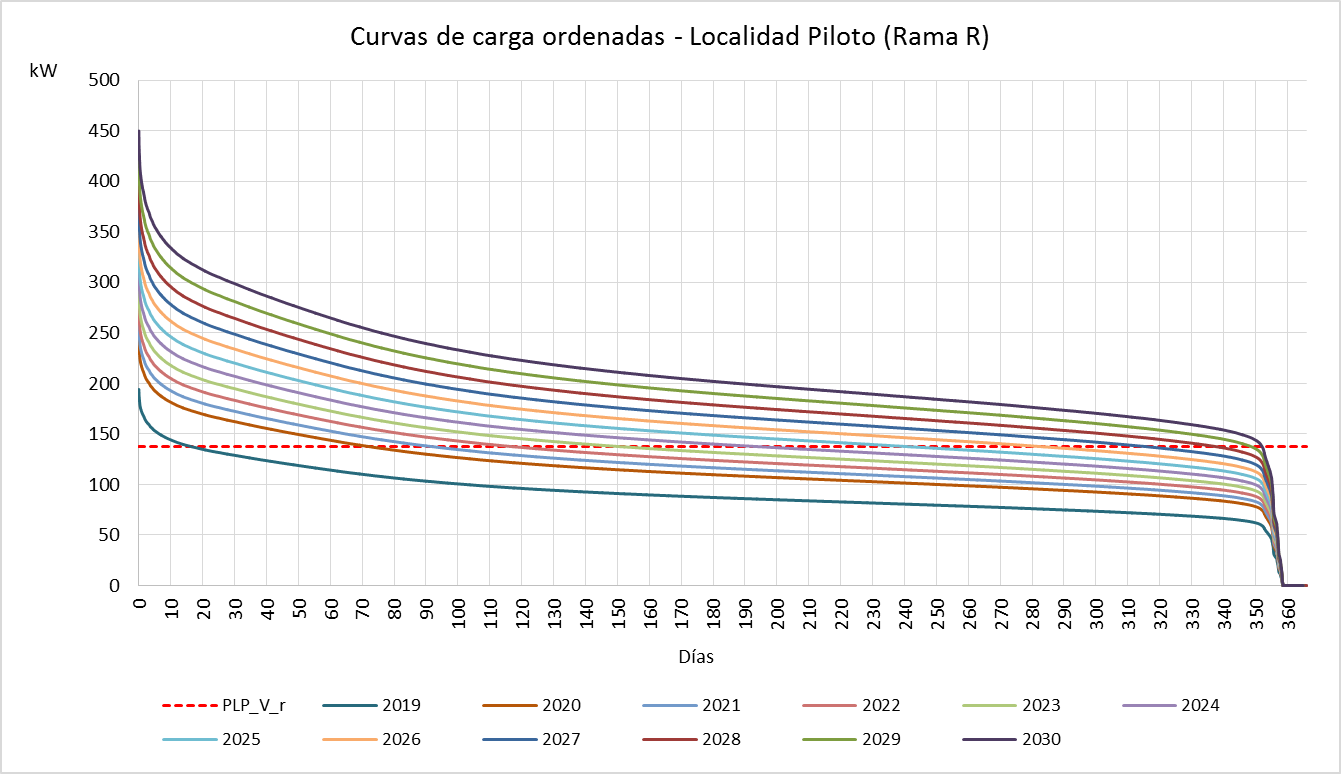 Curvas de carga ordenadas - Localidad Piloto (Rama R)
kW
500
450
400
350
300
250
200
150
100
50
0
0 10 20 30 40 50 60 70 80 90 100 110 120 130 140 150 160 170 180 190 200 210 220 230 240 250 260 270 280 290 300 310 320 330 340 350 360
Días
PLP_V_r 2019 2020 2021 2022 2023 2024
2025 2026 2027 2028 2029 2030